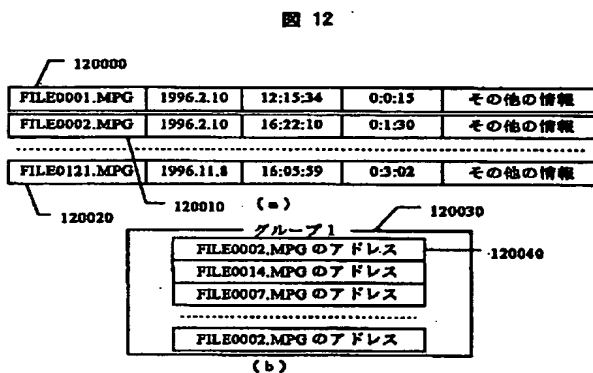 図 12
120000
FILE0001.MPG 1996.2.10 12:15:34 0:0:15 その他の情報
FILE0002.MPG 1996.2.10 16:22:10 0:1:30 その他の情報
FILE0121.MPG 1996.11.8 16:05:59 0:3:02 その他の情報
120020 120010 (a) 120030
グループ1
FILE0002.MPG のアドレス 120040
FILE0014.MPG のアドレス
FILE0007.MPG のアドレス
FILE0002.MPG のアドレス
(b)